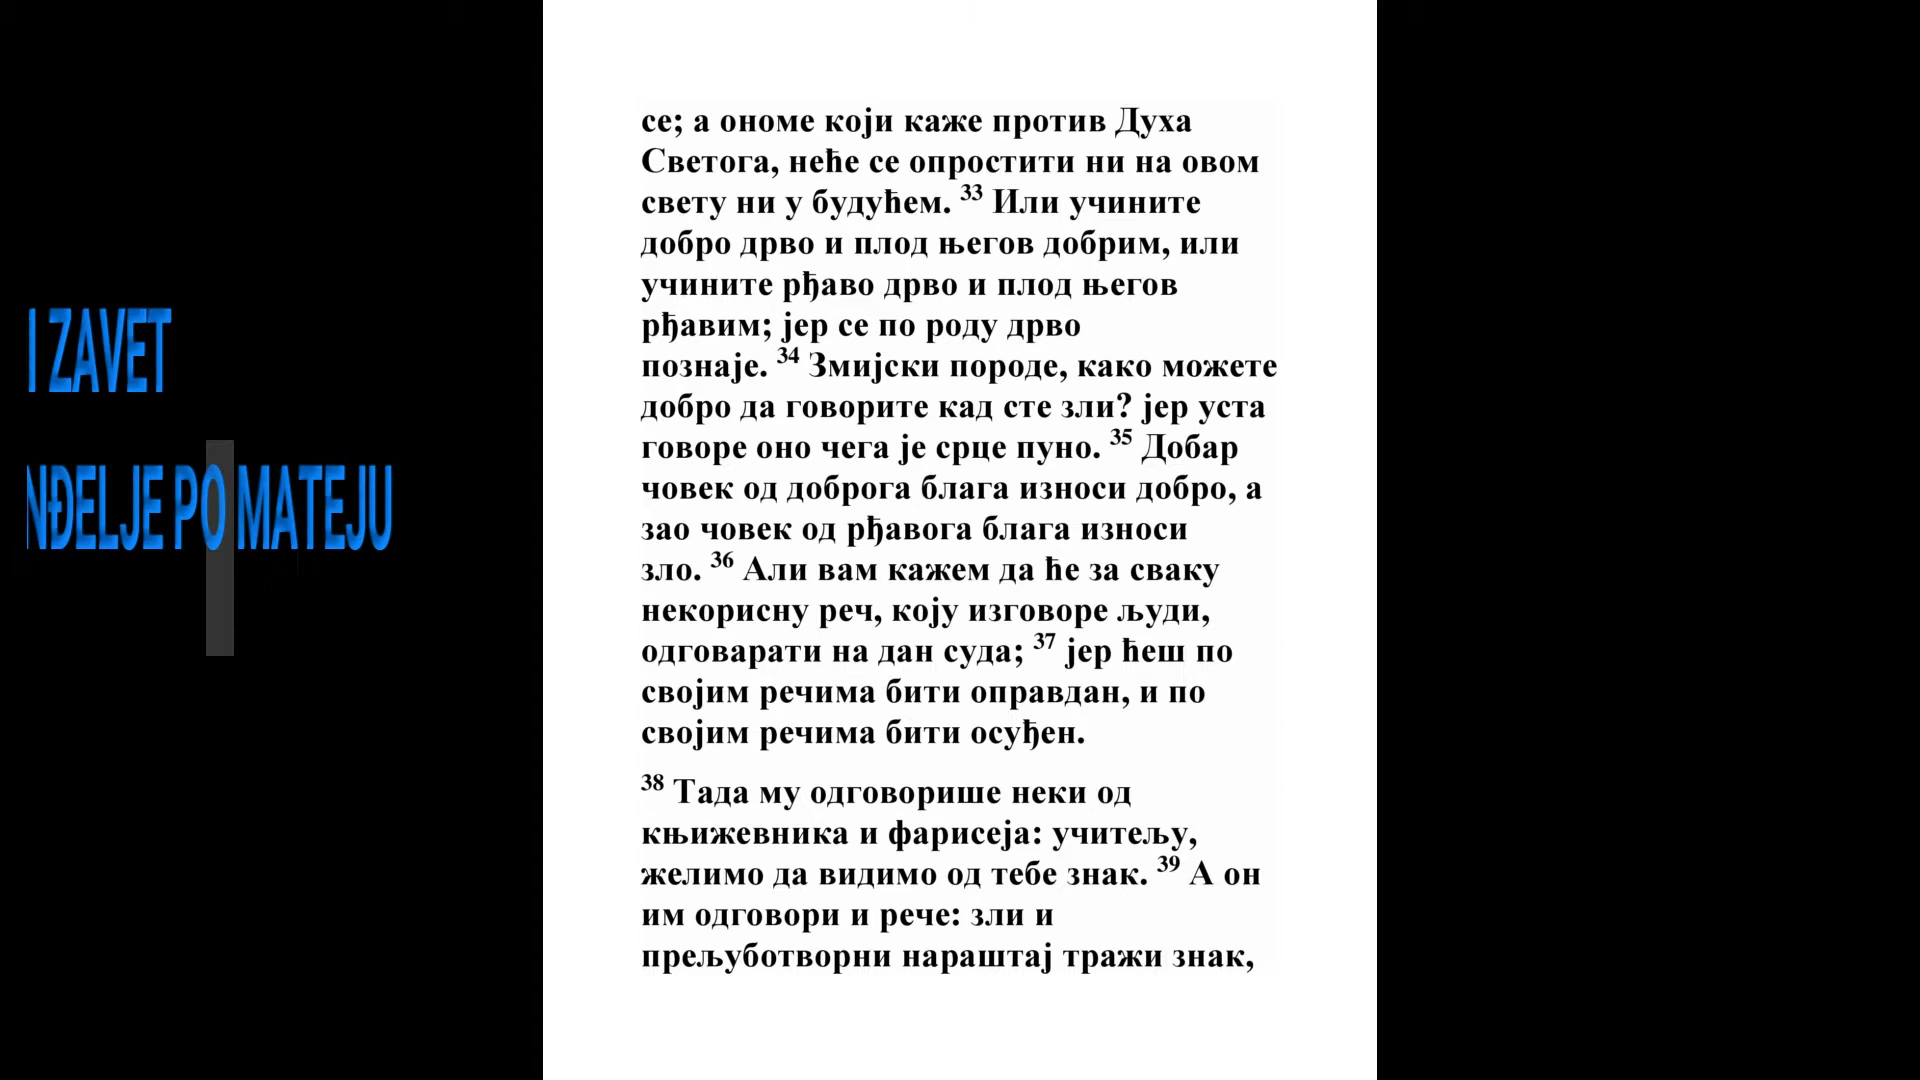 I ZAVET
NĐELJE PO MATEJU
се; а ономе који каже против Духа
Светога, неће се опростити ни на овом
свету ни у будућем. 33 Или учините
добро дрво и плод његов добрим, или
учините рђаво дрво и плод његов
рђавим; јер се по роду дрво
познаје. 34 Змијски породе, како можете
добро да говорите кад сте зли? јер уста
говоре оно чега је срце пуно. 35 Добар
човек од доброга блага износи добро, а
зао човек од рђавога блага износи
зло. 36 Али вам кажем да ће за сваку
некорисну реч, коју изговоре људи,
одговарати на дан суда; 37 јер ћеш по
својим речима бити оправдан, и по
својим речима бити осуђен.
38 Тада му одговорише неки од
књижевника и фарисеја: учитељу,
желимо да видимо од тебе знак. 39 А он
им одговори и рече: зли и
прељуботворни нараштај тражи знак,